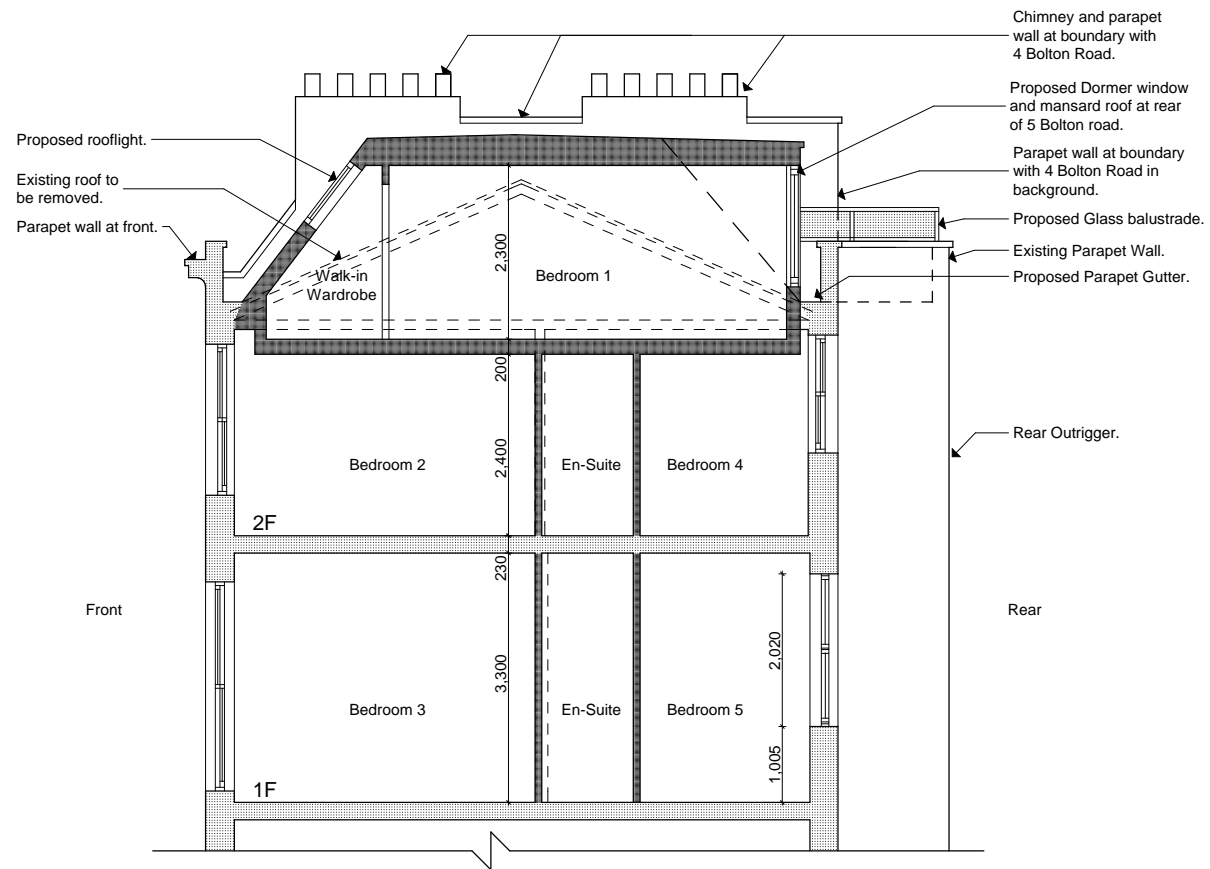 Chimney and parapet
wall at boundary with
4 Bolton Road.
Proposed Dormer window
and mansard roof at rear
of 5 Bolton road.
Proposed rooflight.
Existing roof to
be removed.
Parapet wall at front.
Parapet wall at boundary
with 4 Bolton Road in
background.
Proposed Glass balustrade.
Existing Parapet Wall.
Proposed Parapet Gutter.
Walk-in
Wardrobe
2,300
Bedroom 1
200
2,400
Bedroom 2
En-Suite
Bedroom 4
Rear Outrigger.
2F
230
Front
Rear
2,020
3,300
Bedroom 3
En-Suite
Bedroom 5
1,005
1F